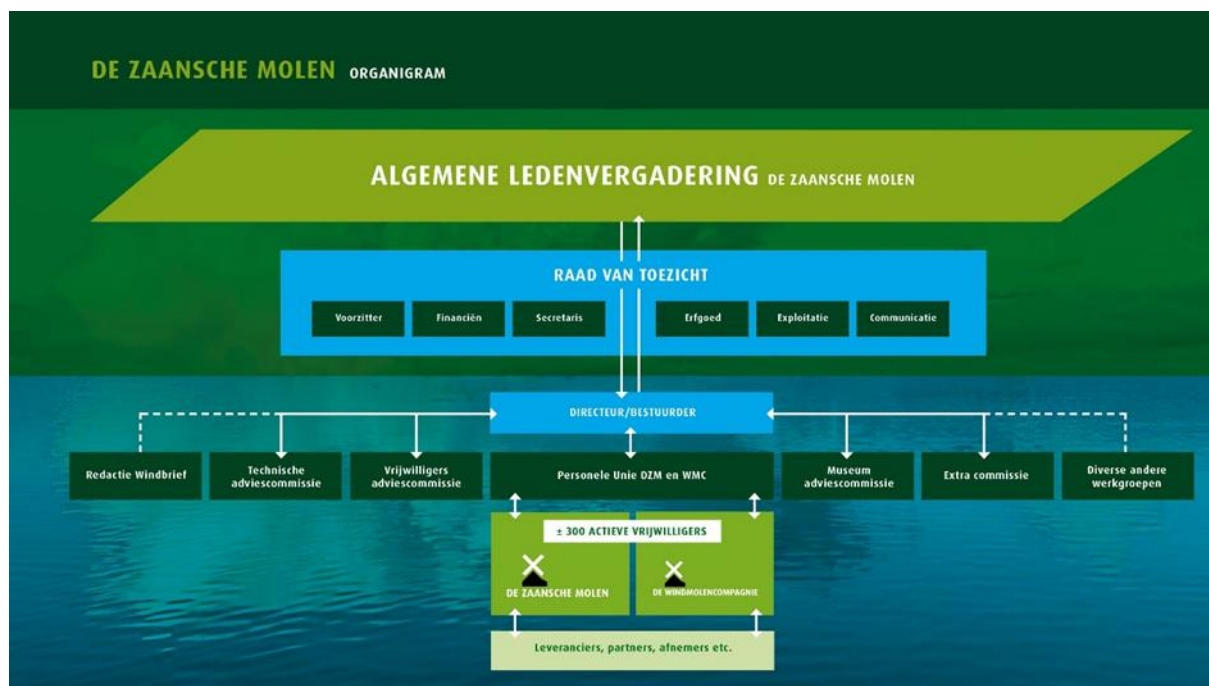 DE ZAANSCHE MOLEN ORGANIGRAM
ALGEMENE LEDENVERGADERING DE ZAANSCHE MOLEN
RAAD VAN TOEZICHT
Voorzitter
Financiën
Secretaris
Erfgoed
Exploitatie
Communicatie
DIRECTEUR/BESTUURDER
Redactie Windbrief
Technische
adviescommissie
Vrijwilligers
adviescommissie
Personele Unie DZM en WMC
Museum
adviescommissie
Extra commissie
Diverse andere
werkgroepen
± 300 ACTIEVE VRIJWILLIGERS
DE ZAANSCHE MOLEN
DE WINDMOLENCOMPAGNIE
Leveranciers, partners, afnemers etc.